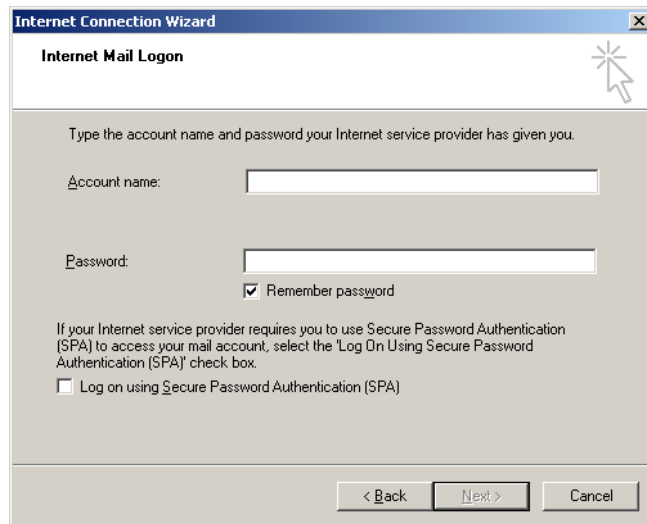 Internet Connection Wizard
Internet Mail Logon
Type the account name and password your Internet service provider has given you.
Account name:
Password:
Remember password
If your Internet service provider requires you to use Secure Password Authentication
(SPA) to access your mail account, select the 'Log On Using Secure Password
Authentication (SPA)' check box.
Log on using Secure Password Authentication (SPA)
< Back Next > Cancel